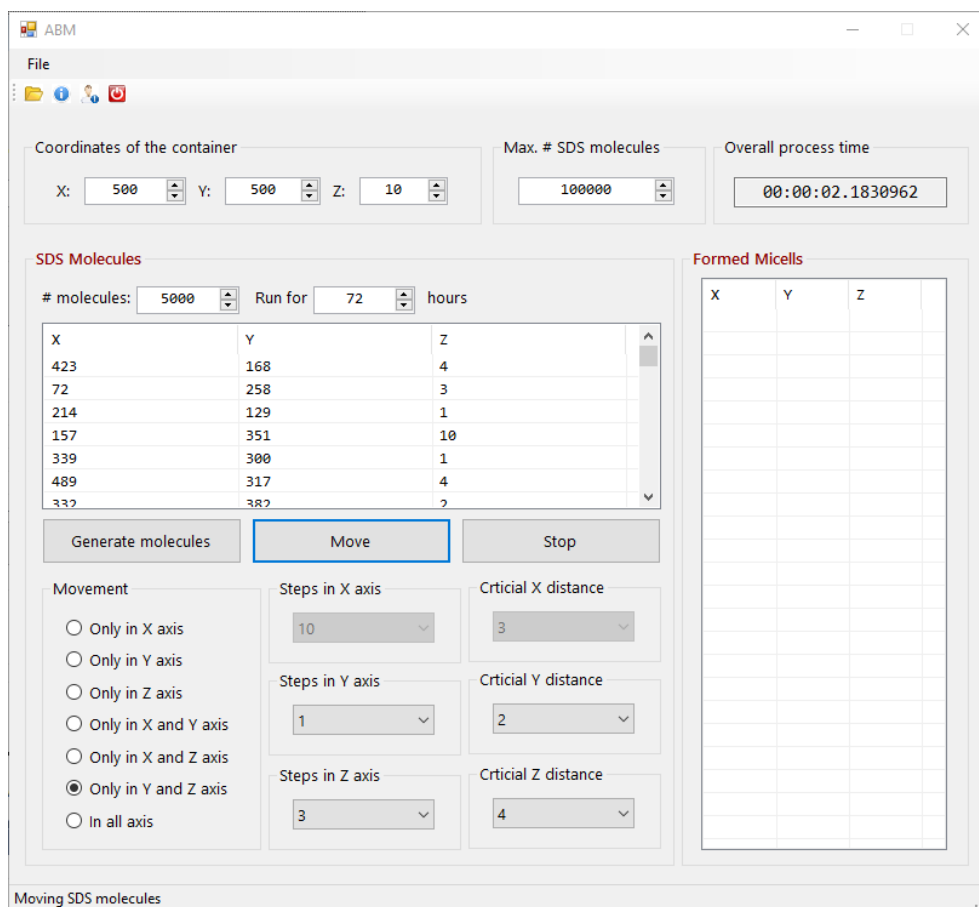 ABM
File
Coordinates of the container
X: 500 Y: 500 Z: 10
Max. # SDS molecules
100000
Overall process time
00:00:02.1830962
SDS Molecules
# molecules: 5000 Run for 72 hours
X Y Z
423 168 4
72 258 3
214 129 1
157 351 10
339 300 1
489 317 4
332 382 2
Generate molecules Move Stop
Movement
Only in X axis
Only in Y axis
Only in Z axis
Only in X and Y axis
Only in X and Z axis
Only in Y and Z axis
In all axis
Steps in X axis
10
Crticial X distance
3
Steps in Y axis
1
Crticial Y distance
2
Steps in Z axis
3
Crticial Z distance
4
Formed Micells
X Y Z
Moving SDS molecules